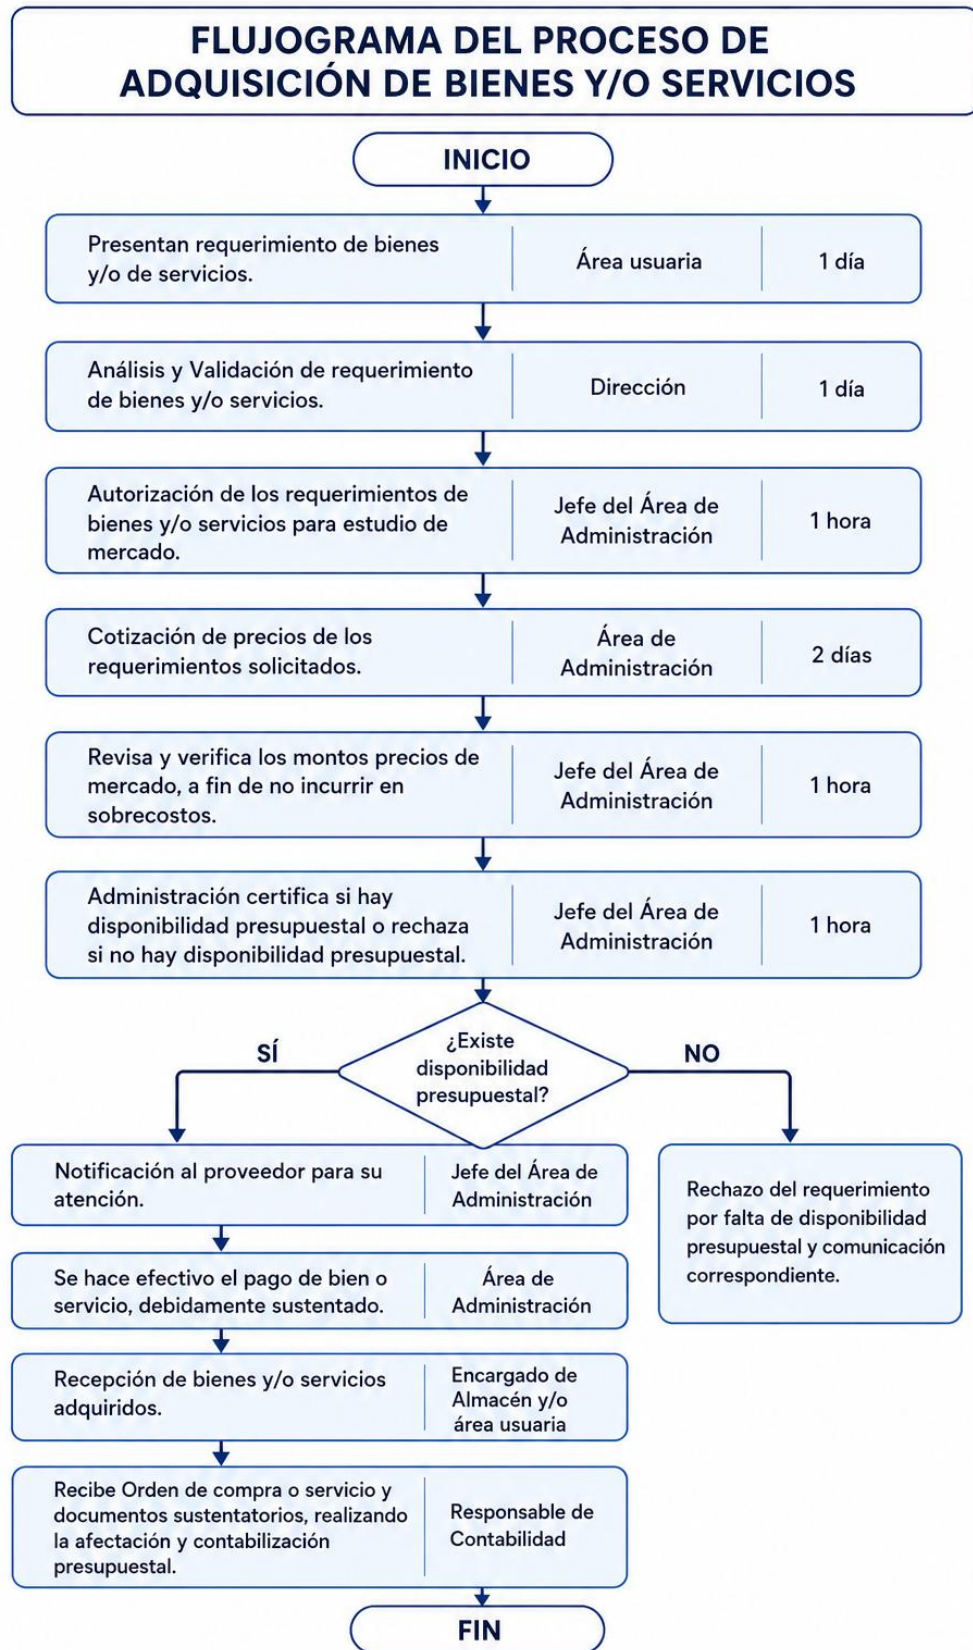 FLUJOGRAMA DEL PROCESO DE
ADQUISICIÓN DE BIENES Y/O SERVICIOS
INICIO
Presentan requerimiento de bienes
y/o de servicios.
Área usuaria
1 día
Análisis y Validación de requerimiento
de bienes y/o servicios.
Dirección
1 día
Autorización de los requerimientos de
bienes y/o servicios para estudio de
mercado.
Jefe del Área de
Administración
1 hora
Cotización de precios de los
requerimientos solicitados.
Área de
Administración
2 días
Revisa y verifica los montos precios de
mercado, a fin de no incurrir en
sobrecostos.
Jefe del Área de
Administración
1 hora
Administración certifica si hay
disponibilidad presupuestal o rechaza
si no hay disponibilidad presupuestal.
Jefe del Área de
Administración
1 hora
¿Existe
disponibilidad
presupuestal?
SÍ
NO
Notificación al proveedor para su
atención.
Jefe del Área de
Administración
Rechazo del requerimiento
por falta de disponibilidad
presupuestal y comunicación
correspondiente.
Se hace efectivo el pago de bien o
servicio, debidamente sustentado.
Área de
Administración
Recepción de bienes y/o servicios
adquiridos.
Encargado de
Almacén y/o
área usuaria
Recibe Orden de compra o servicio y
documentos sustentatorios, realizando
la afectación y contabilización
presupuestal.
Responsable de
Contabilidad
FIN